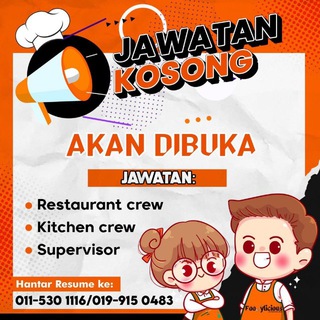 JAWATAN
KOSONG
...
AKAN DIBUKA
JAWATAN:
• Restaurant crew
• Kitchen crew
• Supervisor
Hantar Resume ke:
011-530 1116/019-915 0483